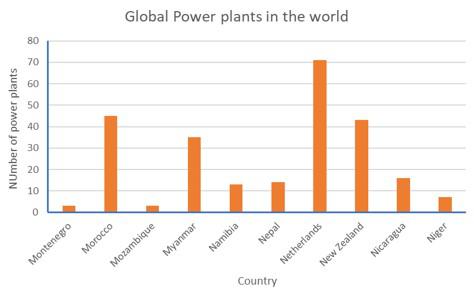 Global Power plants in the world
NUmber of power plants
80
70
60
50
40
30
20
10
0
Montenegro
Morocco
Mozambique
Myanmar
Namibia
Nepal
Netherlands
New Zealand
Nicaragua
Niger
Country